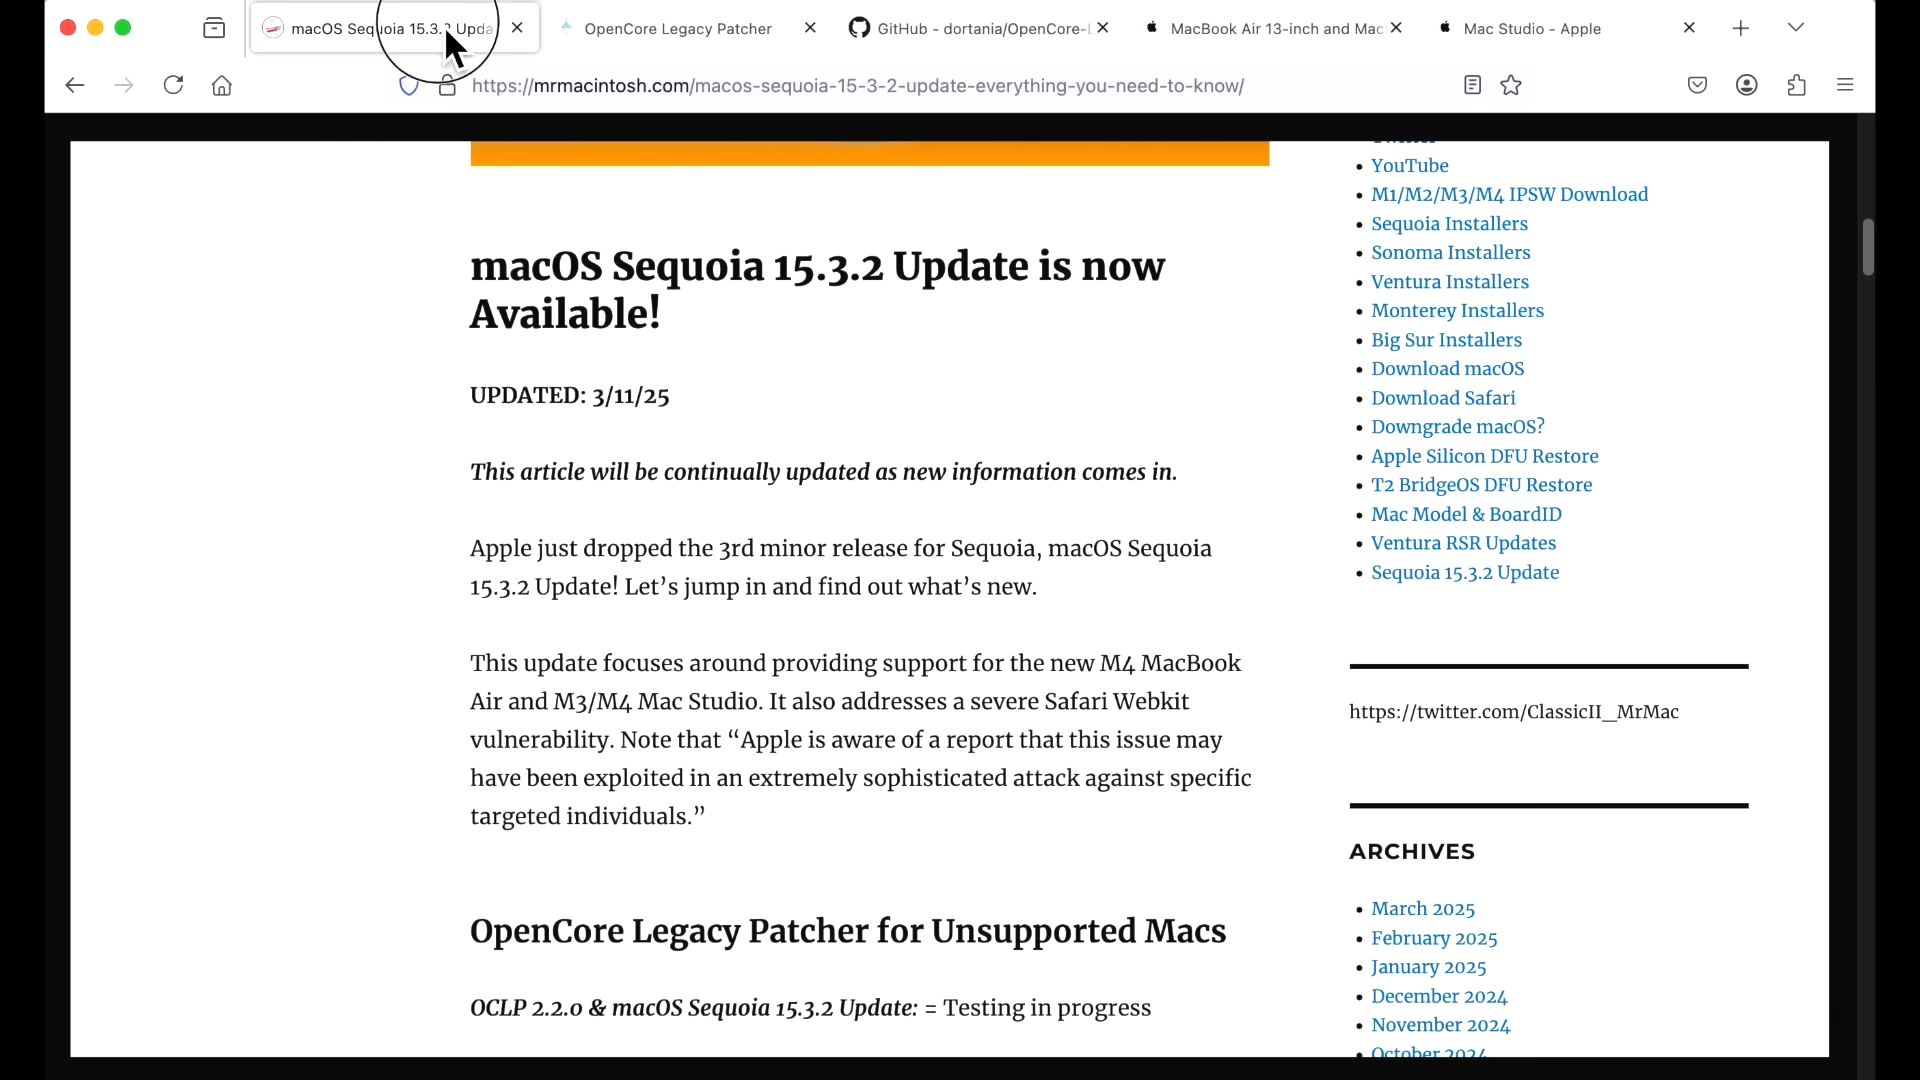 macOS Sequoia 15.3.2 Upda
OpenCore Legacy Patcher
GitHub - dortania/OpenCore-L
MacBook Air 13-inch and Mac
Mac Studio - Apple
https://mrmacintosh.com/macos-sequoia-15-3-2-update-everything-you-need-to-know/
macOS Sequoia 15.3.2 Update is now
Available!
UPDATED: 3/11/25
This article will be continually updated as new information comes in.
Apple just dropped the 3rd minor release for Sequoia, macOS Sequoia
15.3.2 Update! Let’s jump in and find out what’s new.
This update focuses around providing support for the new M4 MacBook
Air and M3/M4 Mac Studio. It also addresses a severe Safari Webkit
vulnerability. Note that “Apple is aware of a report that this issue may
have been exploited in an extremely sophisticated attack against specific
targeted individuals.”
OpenCore Legacy Patcher for Unsupported Macs
OCLP 2.2.0 & macOS Sequoia 15.3.2 Update: = Testing in progress
YouTube
M1/M2/M3/M4 IPSW Download
Sequoia Installers
Sonoma Installers
Ventura Installers
Monterey Installers
Big Sur Installers
Download macOS
Download Safari
Downgrade macOS?
Apple Silicon DFU Restore
T2 BridgeOS DFU Restore
Mac Model & BoardID
Ventura RSR Updates
Sequoia 15.3.2 Update
https://twitter.com/ClassicII_MrMac
ARCHIVES
March 2025
February 2025
January 2025
December 2024
November 2024
October 2024